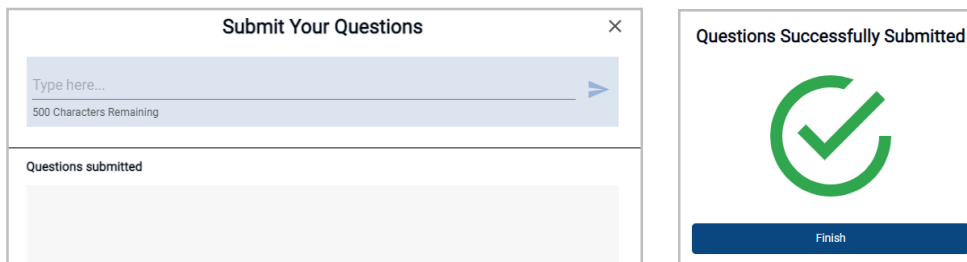 Submit Your Questions
Type here...
500 Characters Remaining
Questions submitted
Questions Successfully Submitted
Finish